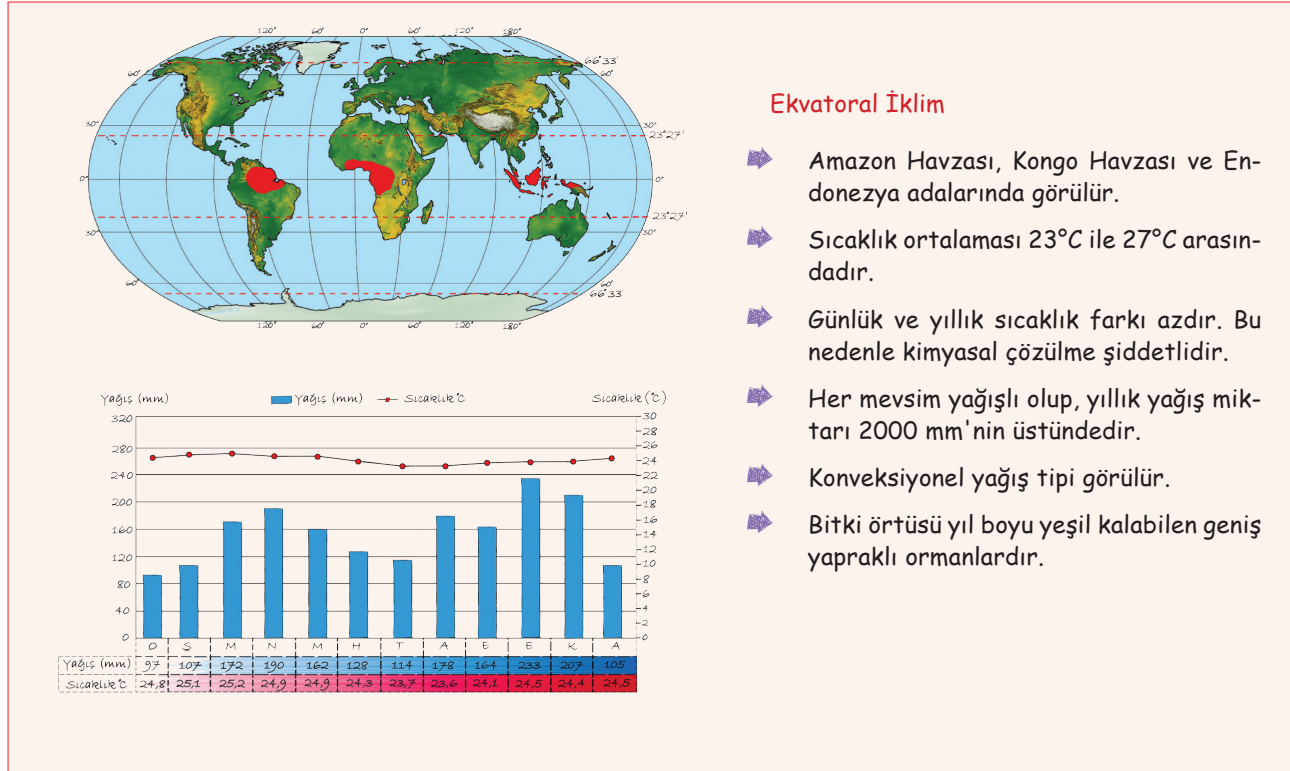 120° 60° 0° 60° 120° 180°
66°33'
60° 60°
30° 30°
23°27'
0° 0°
23°27'
30° 30°
60° 60°
66°33'
120° 60° 0° 60° 120° 180°
Ekvatoral İklim
Amazon Havzası, Kongo Havzası ve En-
donezya adalarında görülür.
Sıcaklık ortalaması 23°C ile 27°C arasın-
dadır.
Günlük ve yıllık sıcaklık farkı azdır. Bu
nedenle kimyasal çözülme şiddetlidir.
Her mevsim yağışlı olup, yıllık yağış mik-
tarı 2000 mm'nin üstündedir.
Konveksiyonel yağış tipi görülür.
Bitki örtüsü yıl boyu yeşil kalabilen geniş
yapraklı ormanlardır.
Yağış (mm) Yağış (mm) Sıcaklık °C Sıcaklık (°C)
320 30
28
280 26
24
240 22
20
200 18
160 16
14
120 12
10
80 8
6
40 4
2
0 0
O Ş M N M H T A E E K A
Yağış (mm) 97 107 172 190 162 128 114 178 164 233 207 105
Sıcaklık °C 24,8 25,1 25,2 24,9 24,9 24,3 23,7 23,6 24,1 24,5 24,4 24,5